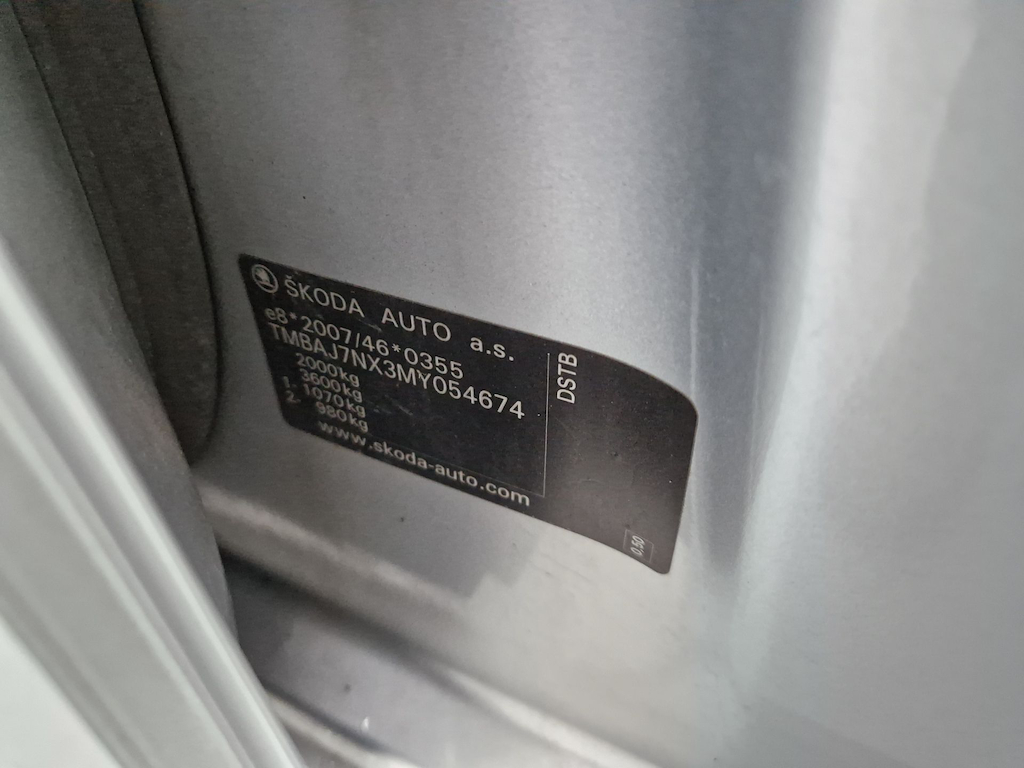 ŠKODA AUTO a.s.
e8*2007/46*0355
TMBAJ7NX3MY054674
2000kg
3600kg
1. 1070kg
2. 980kg
www.skoda-auto.com
DSTB
0.50